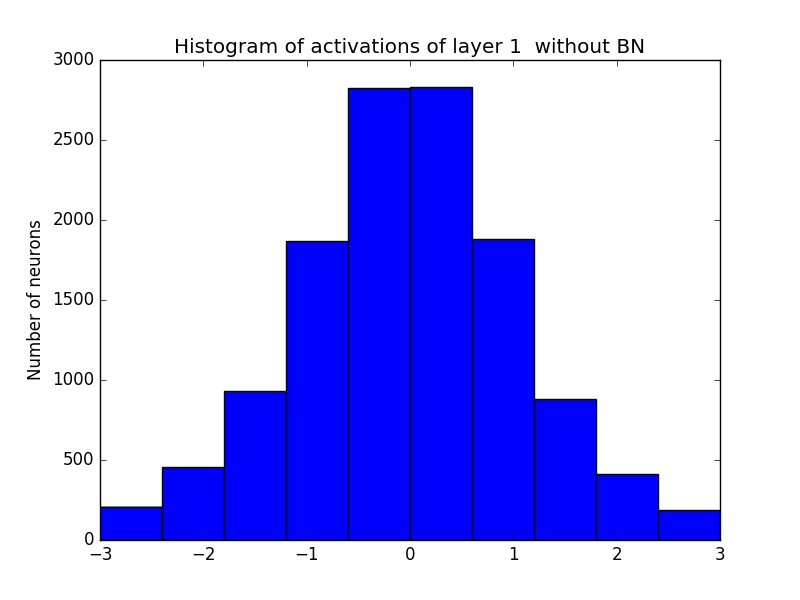 Histogram of activations of layer 1  without BN
3000
2500
2000
1500
1000
500
0
Number of neurons
−3 −2 −1 0 1 2 3